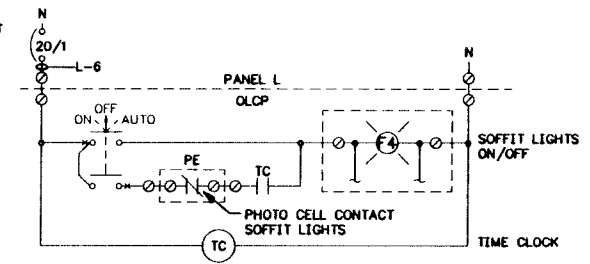 N
20/1
L-6
N
PANEL L
OLCP
OFF
ON AUTO
PE
TC
F4
SOFFIT LIGHTS
ON/OFF
PHOTO CELL CONTACT
SOFFIT LIGHTS
TC
TIME CLOCK